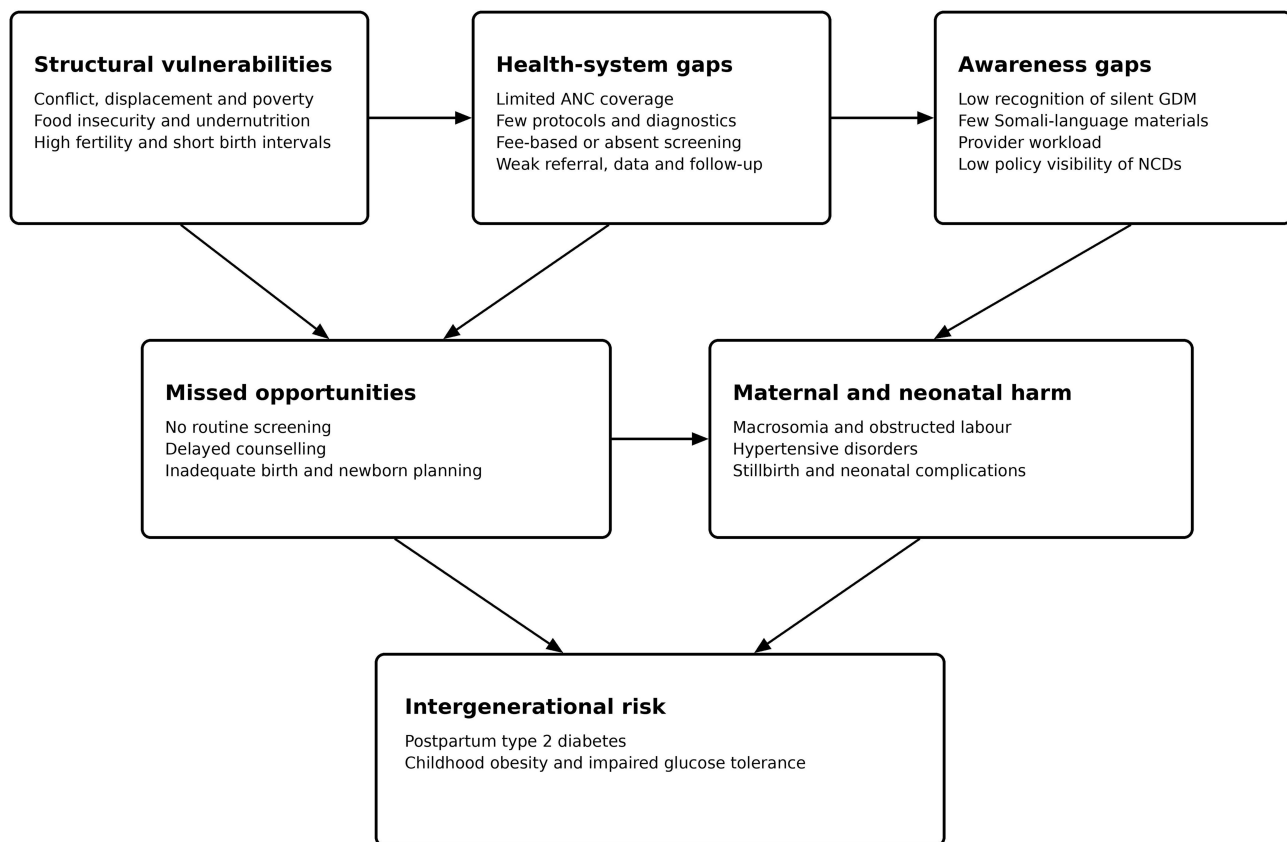 Structural vulnerabilities
Conflict, displacement and poverty
Food insecurity and undernutrition
High fertility and short birth intervals
Health-system gaps
Limited ANC coverage
Few protocols and diagnostics
Fee-based or absent screening
Weak referral, data and follow-up
Awareness gaps
Low recognition of silent GDM
Few Somali-language materials
Provider workload
Low policy visibility of NCDs
Missed opportunities
No routine screening
Delayed counselling
Inadequate birth and newborn planning
Maternal and neonatal harm
Macrosomia and obstructed labour
Hypertensive disorders
Stillbirth and neonatal complications
Intergenerational risk
Postpartum type 2 diabetes
Childhood obesity and impaired glucose tolerance